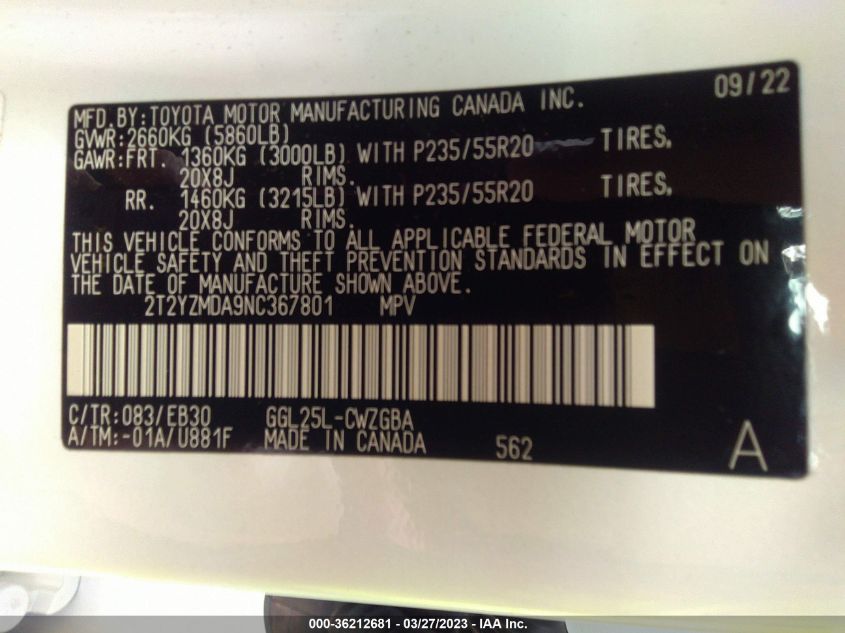 09/22
MFD.BY:TOYOTA MOTOR MANUFACTURING CANADA INC.
GVWR:2660KG (5860LB)
GAWR:FRT. 1360KG (3000LB) WITH P235/55R20 TIRES,
20X8J RIMS.
RR. 1460KG (3215LB) WITH P235/55R20 TIRES,
20X8J RIMS.
THIS VEHICLE CONFORMS TO ALL APPLICABLE FEDERAL MOTOR
VEHICLE SAFETY AND THEFT PREVENTION STANDARDS IN EFFECT ON
THE DATE OF MANUFACTURE SHOWN ABOVE.
2T2YZMDA9NC367801 MPV
C/TR:083/EB30 GGL25L-CWZGBA
A/TM:-01A/U881F MADE IN CANADA 562 A
000-36212681 - 03/27/2023 - IAA Inc.